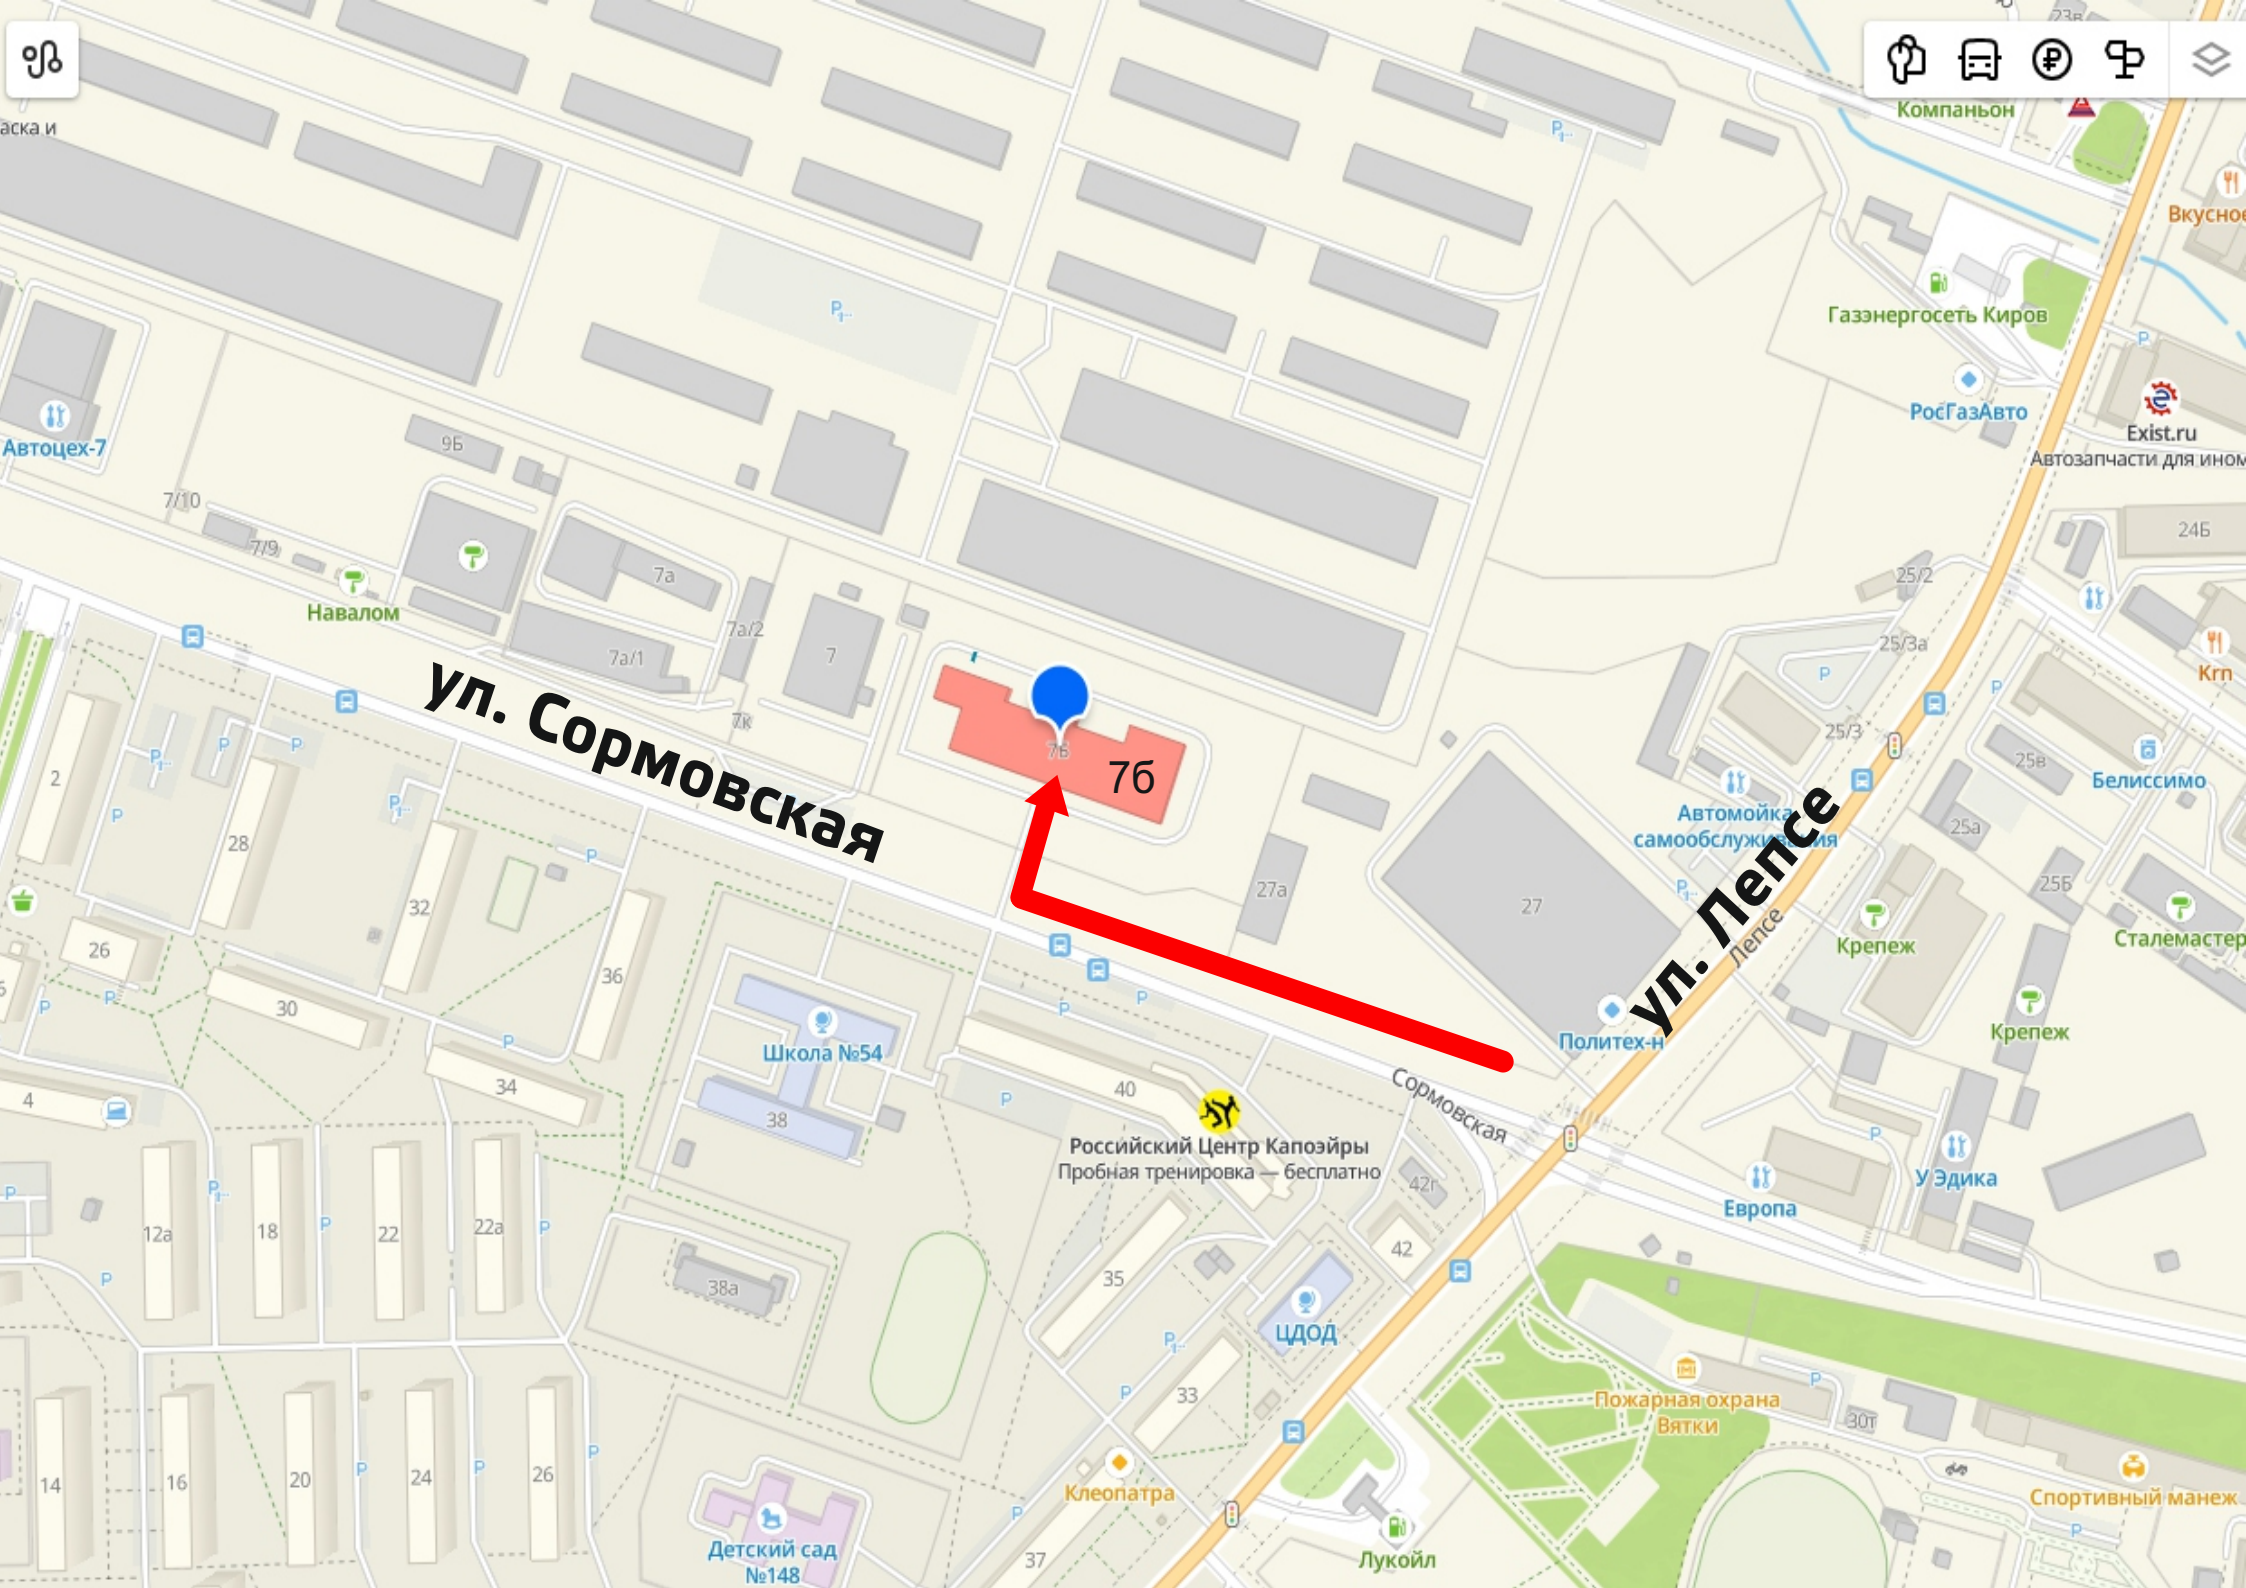 23в
Компаньон
аска и
Вкусное
Газэнергосеть Киров
РосГазАвто
Exist.ru
Автозапчасти для ином
Автоцех-7
9Б
7/10
7/9
Навалом
7а
7а/1
7а/2
7
7к
7б
7б
24Б
25/2
25/3а
25/3
Krn
25в
Белиссимо
25а
25Б
Автомойка
самообслуживания
ул. Сормовская
ул. Лепсе
Лепсе
Крепеж
Сталемастер
Крепеж
27а
27
Политех-н
Сормовская
2
28
32
36
26
30
34
4
Школа №54
38
40
Российский Центр Капоэйры
Пробная тренировка — бесплатно
42г
42
У Эдика
Европа
12а
18
22
22а
38а
35
ЦДОД
33
Пожарная охрана
Вятки
30т
14
16
20
24
26
Клеопатра
Спортивный манеж
Детский сад
№148
37
Лукойл
P